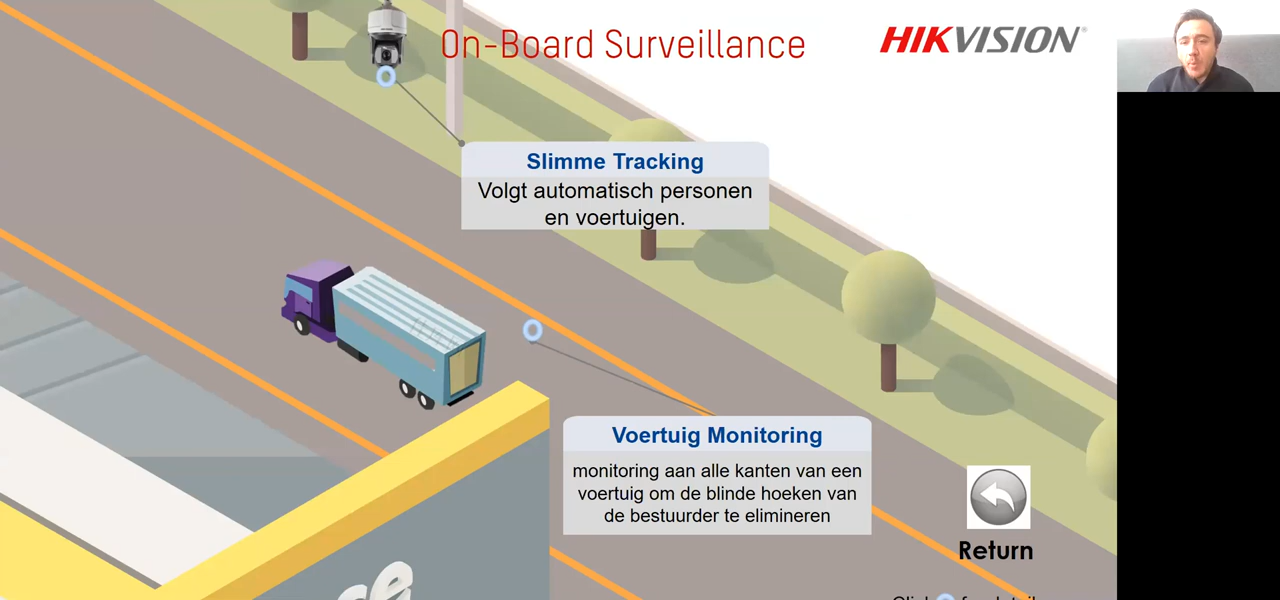 On-Board Surveillance
HIKVISION®
Slimme Tracking
Volgt automatisch personen
en voertuigen.
Voertuig Monitoring
monitoring aan alle kanten van een
voertuig om de blinde hoeken van
de bestuurder te elimineren
Return